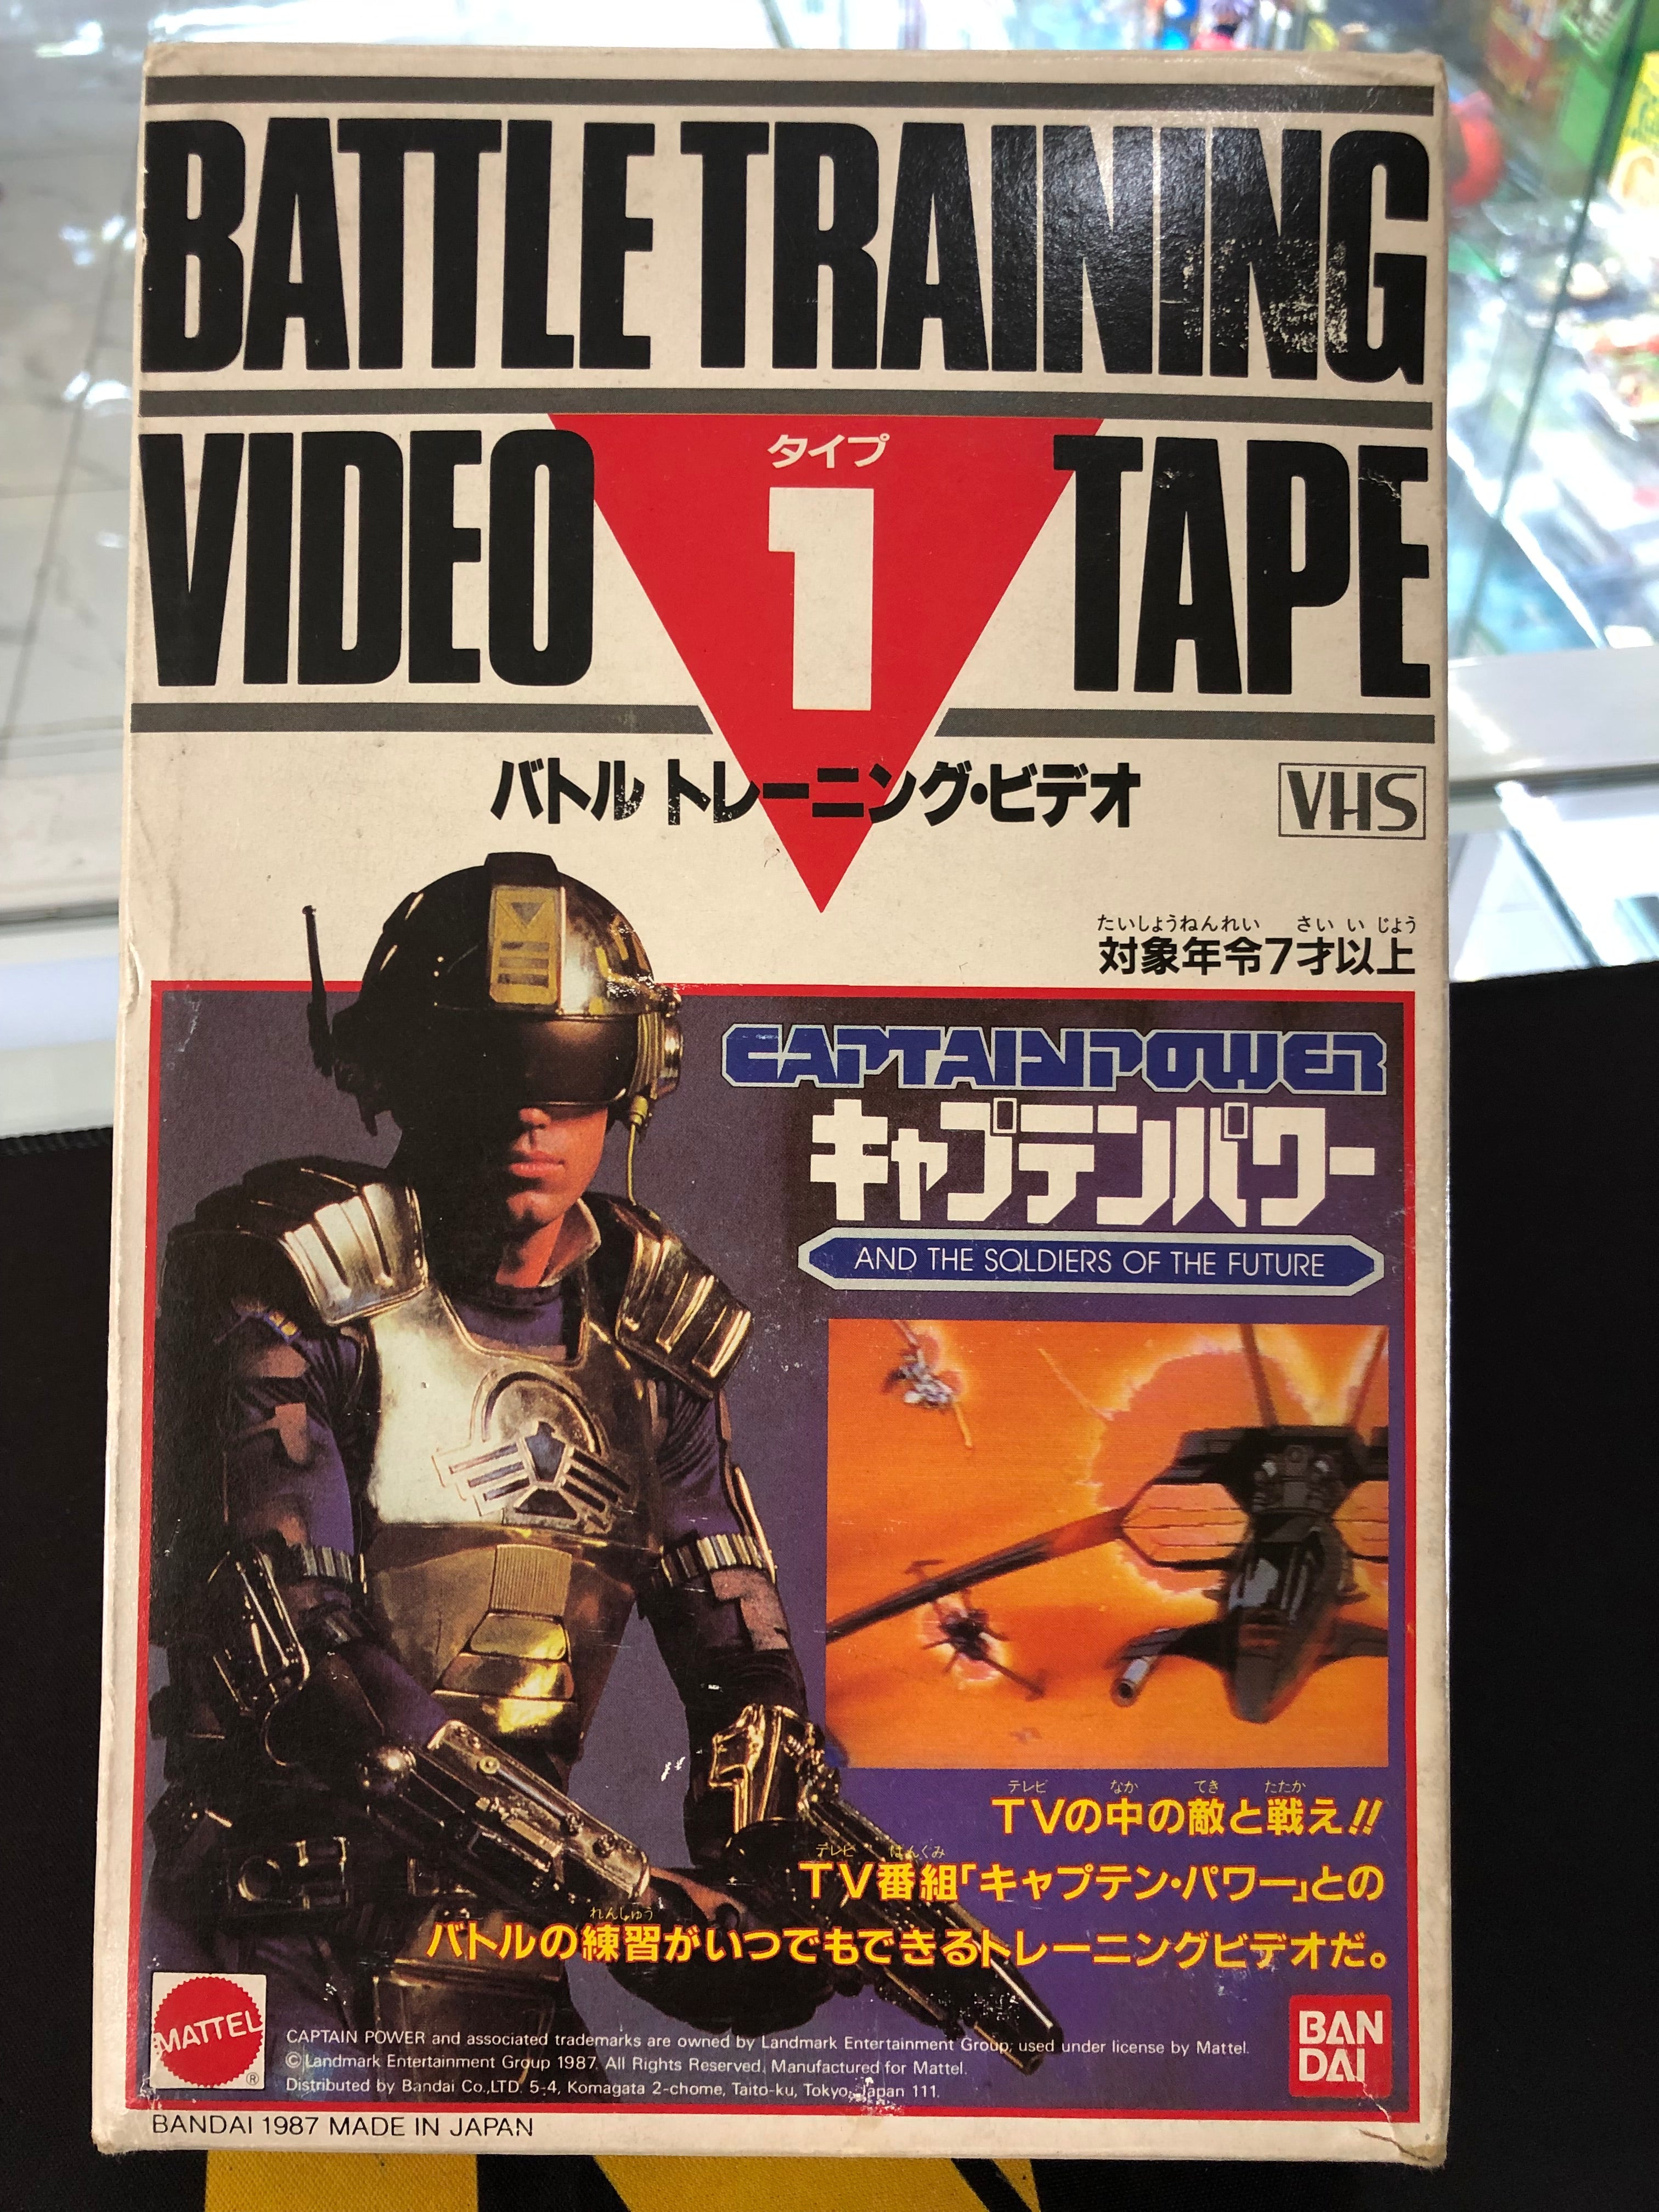 BATTLE TRAINING
タイプ
VIDEO 1 TAPE
バトル トレーニング・ビデオ
VHS
たいしょうねんれい さい い じょう
対象年令7才以上
CAPTAIN POWER
キャプテンパワー
AND THE SOLDIERS OF THE FUTURE
テレビ なか てき たたか
TVの中の敵と戦え!!
テレビ ばんぐみ
TV番組「キャプテン・パワー」との
れんしゅう
バトルの練習がいつでもできるトレーニングビデオだ。
MATTEL
®
CAPTAIN POWER and associated trademarks are owned by Landmark Entertainment Group; used under license by Mattel.
©Landmark Entertainment Group 1987. All Rights Reserved. Manufactured for Mattel.
Distributed by Bandai Co.,LTD. 5-4, Komagata 2-chome, Taito-ku, Tokyo, Japan 111.
BAN
DAI
BANDAI 1987 MADE IN JAPAN